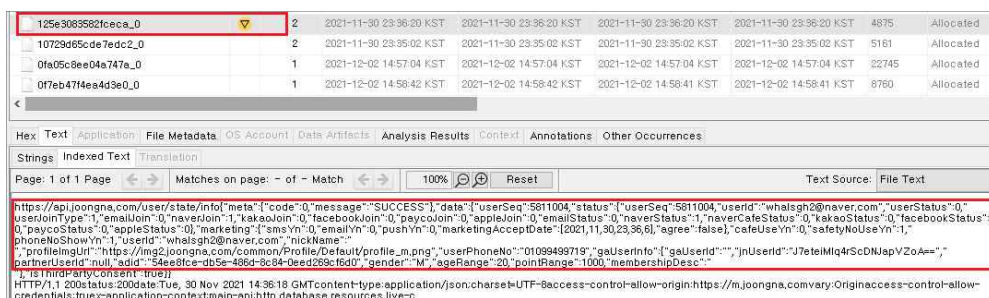 125e3083582fceca_0 2 2021-11-30 23:36:20 KST 2021-11-30 23:36:20 KST 2021-11-30 23:36:20 KST 2021-11-30 23:36:20 KST 4875 Allocated
10729d65cde7edc2_0 2 2021-11-30 23:35:02 KST 2021-11-30 23:35:02 KST 2021-11-30 23:35:02 KST 2021-11-30 23:35:02 KST 5161 Allocated
0fa05c8ee04a747a_0 1 2021-12-02 14:57:04 KST 2021-12-02 14:57:04 KST 2021-12-02 14:57:04 KST 2021-12-02 14:57:04 KST 22745 Allocated
0f7eb47f4ea4d3e0_0 1 2021-12-02 14:58:42 KST 2021-12-02 14:58:42 KST 2021-12-02 14:58:41 KST 2021-12-02 14:58:41 KST 8760 Allocated
Hex Text Application File Metadata OS Account Data Artifacts Analysis Results Context Annotations Other Occurrences
Strings Indexed Text Translation
Page: 1 of 1 Page Matches on page: - of - Match 100% Reset Text Source: File Text
https://api.joongna.com/user/state/info{"meta":{"code":0,"message":"SUCCESS"},"data":{"userSeq":5811004,"status":{"userSeq":5811004,"userId":"whalsgh2@naver.com","userStatus":0,"
userJoinType":1,"emailJoin":0,"naverJoin":1,"kakaoJoin":0,"facebookJoin":0,"paycoJoin":0,"appleJoin":0,"emailStatus":0,"naverStatus":1,"naverCafeStatus":0,"kakaoStatus":0,"facebookStatus":
0,"paycoStatus":0,"appleStatus":0},"marketing":{"smsYn":0,"emailYn":0,"pushYn":0,"marketingAcceptDate":[2021,11,30,23,36,6],"agree":false},"cafeUseYn":0,"safetyNoUseYn":1,"
phoneNoShowYn":1,"userId":"whalsgh2@naver.com","nickName":"
","profileImgUrl":"https://img2.joongna.com/common/Profile/Default/profile_m.png","userPhoneNo":"01099499719","gaUserInfo":{"gaUserId":"","jnUserId":"J7eteiMlq4rScDNJapVZoA==","
partnerUserId":null,"adid":"54ee8fce-db5e-486d-8c84-0eed269cf6d0","gender":"M","ageRange":20,"pointRange":1000,"membershipDesc":"
"},"isThirdPartyConsent":true}}
HTTP/1.1 200status:200date:Tue, 30 Nov 2021 14:36:18 GMTcontent-type:application/json;charset=UTF-8access-control-allow-origin:https://m.joongna.comvary:Originaccess-control-allow-
credentials:truex-application-context:main-api:http,database,resources,live-c